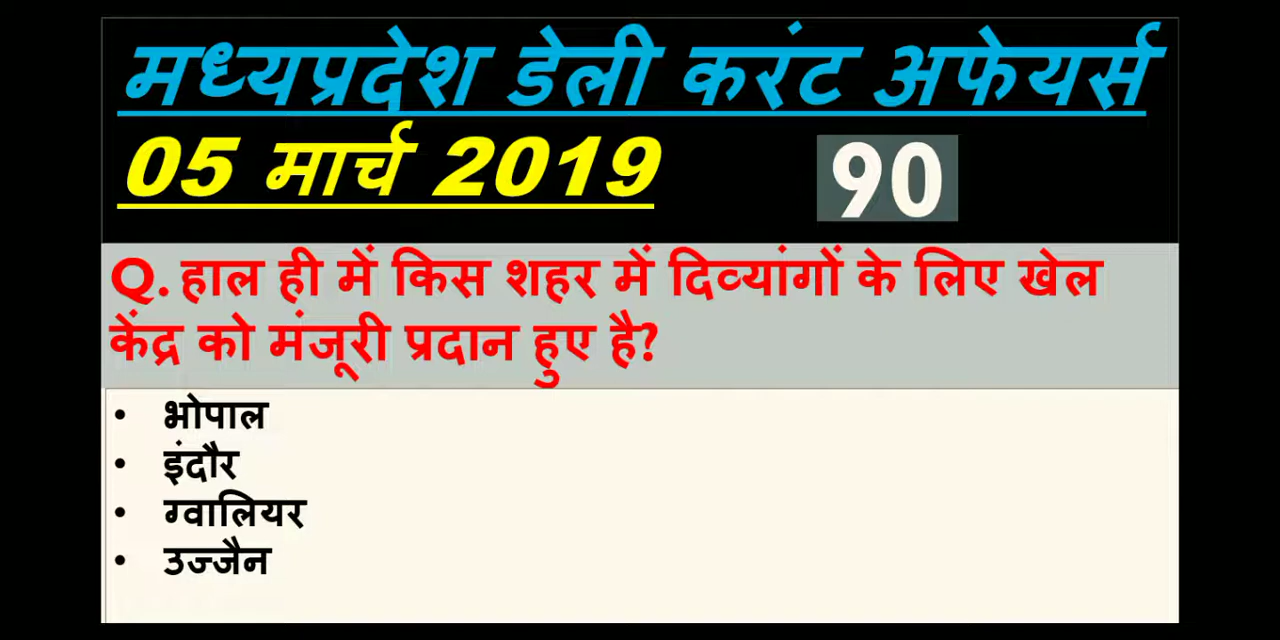 मध्यप्रदेश डेली करंट अफेयर्स
05 मार्च 2019 90
Q. हाल ही में किस शहर में दिव्यांगों के लिए खेल
केंद्र को मंजूरी प्रदान हुए है?
• भोपाल
• इंदौर
• ग्वालियर
• उज्जैन